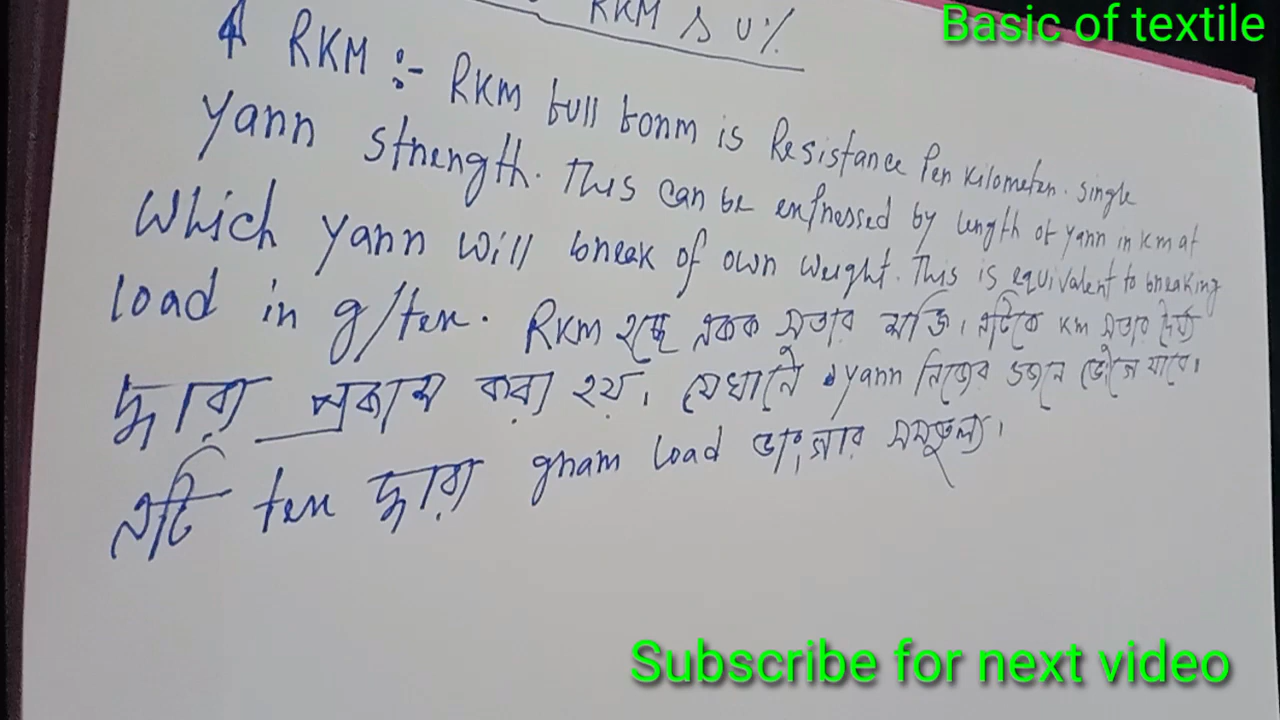 Basic of textile
RKM & U%
RKM :- RKM full form is Resistance Per Kilometer. single
yarn strength. This can be expressed by length of yarn in km at
which yarn will break of own weight. This is equivalent to breaking
load in g/tex. RKM হচ্ছে একক সুতার শক্তি। এটিকে KM সুতার দৈর্ঘ্য
দ্বারা প্রকাশ করা হয়। যেখানে yarn নিজের ওজনে ভেঙ্গে যাবে।
এটি tex দ্বারা gram load ভাংগার সমতুল্য।
Subscribe for next video